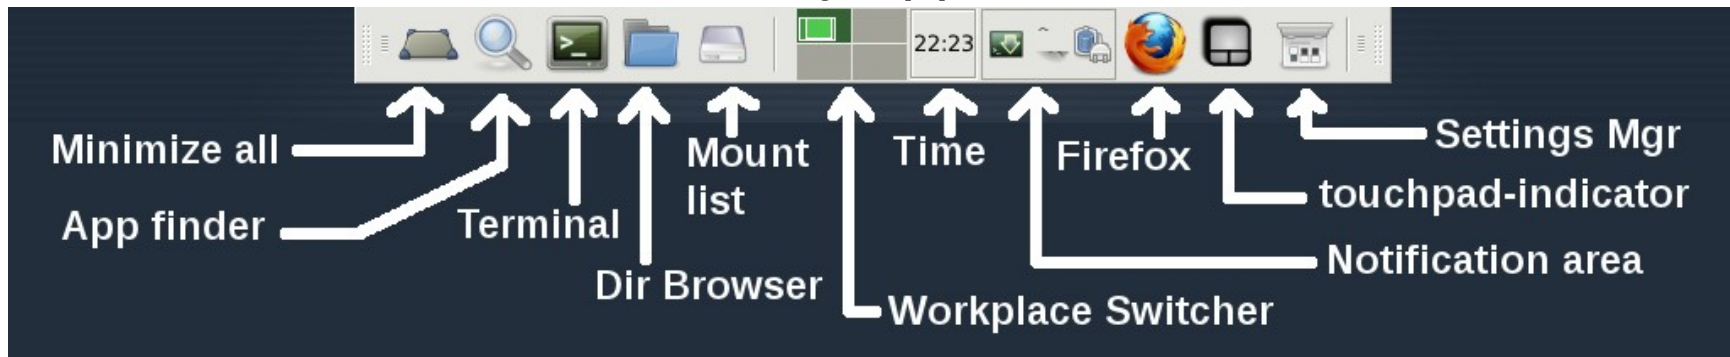 >_
22:23
Minimize all
App finder
Terminal
Dir Browser
Mount
list
Workplace Switcher
Time
Notification area
Firefox
touchpad-indicator
Settings Mgr